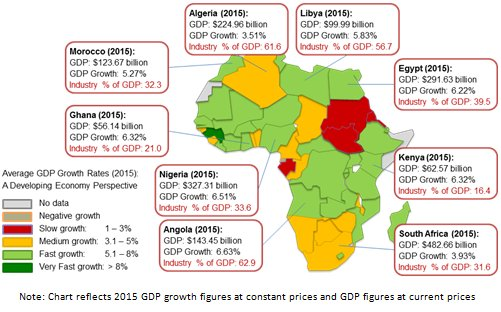 Algeria (2015):
GDP: $224.96 billion
GDP Growth: 3.51%
Industry % of GDP: 61.6
Libya (2015):
GDP: $99.99 billion
GDP Growth: 5.83%
Industry % of GDP: 56.7
Morocco (2015):
GDP: $123.67 billion
GDP Growth: 5.27%
Industry % of GDP: 32.3
Egypt (2015):
GDP: $291.63 billion
GDP Growth: 6.22%
Industry % of GDP: 39.5
Ghana (2015):
GDP: $56.14 billion
GDP Growth: 6.32%
Industry % of GDP: 21.0
Kenya (2015):
GDP: $62.57 billion
GDP Growth: 6.32%
Industry % of GDP: 16.4
Nigeria (2015):
GDP: $327.31 billion
GDP Growth: 6.51%
Industry % of GDP: 33.6
Angola (2015):
GDP: $143.45 billion
GDP Growth: 6.63%
Industry % of GDP: 62.9
South Africa (2015):
GDP: $482.66 billion
GDP Growth: 3.93%
Industry % of GDP: 31.6
Average GDP Growth Rates (2015):
A Developing Economy Perspective
No data
Negative growth
Slow growth: 1 – 3%
Medium growth: 3.1 – 5%
Fast growth: 5.1 – 8%
Very Fast growth: > 8%
Note: Chart reflects 2015 GDP growth figures at constant prices and GDP figures at current prices